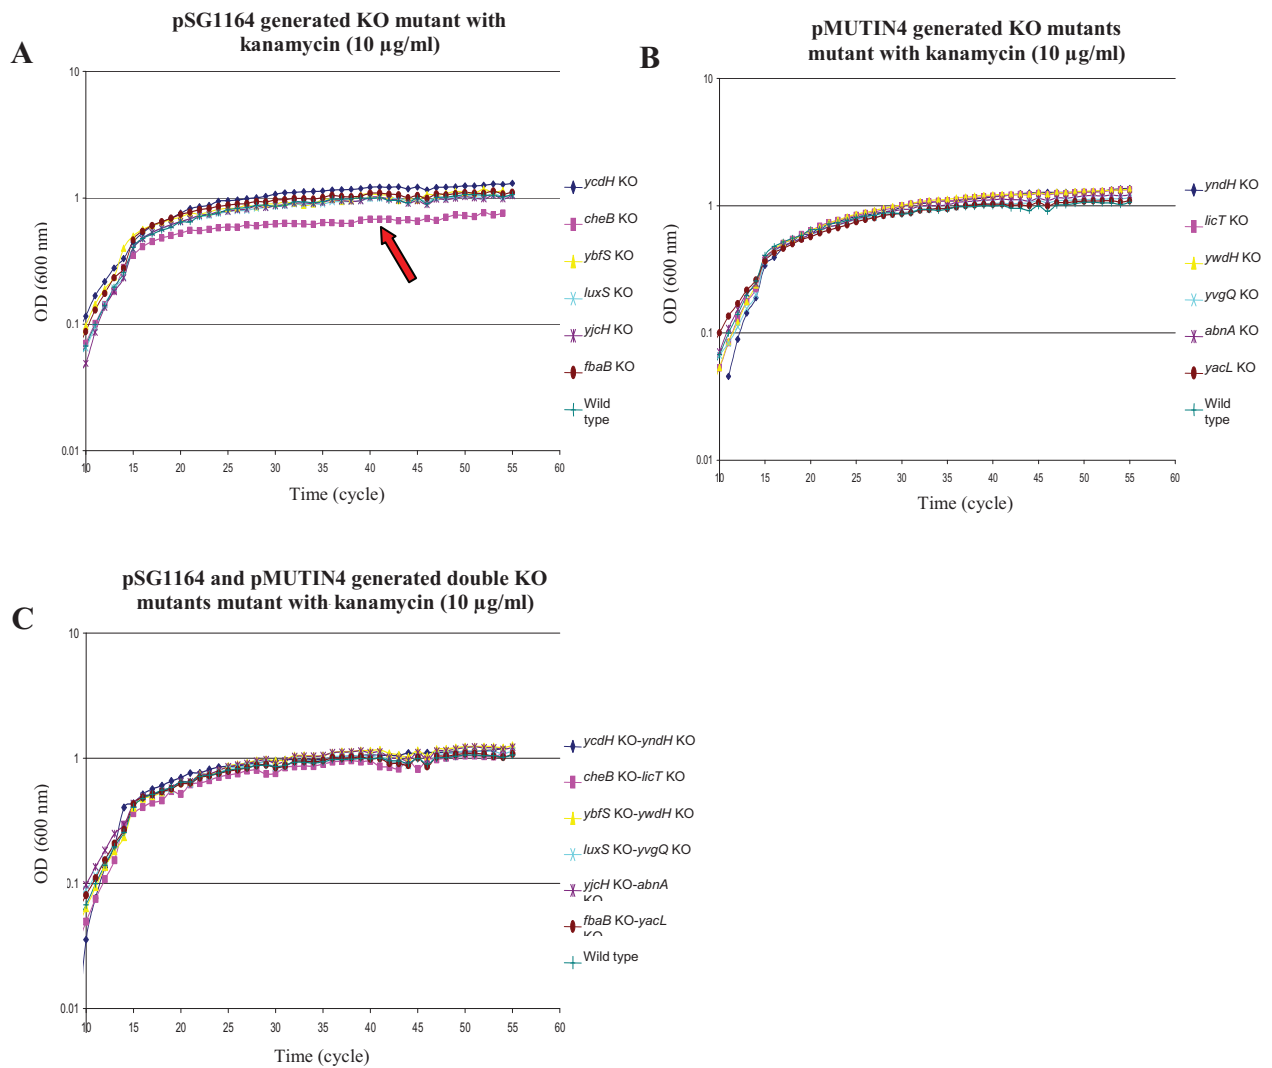 A
pSG1164 generated KO mutant with
kanamycin (10 µg/ml)
10
1
0.1
0.01
OD (600 nm)
10 15 20 25 30 35 40 45 50 55 60
Time (cycle)
ycdH KO
cheB KO
ybfS KO
luxS KO
yjcH KO
fbaB KO
Wild
type
B
pMUTIN4 generated KO mutants
mutant with kanamycin (10 µg/ml)
10
1
0.1
0.01
OD (600 nm)
10 15 20 25 30 35 40 45 50 55 60
Time (cycle)
yndH KO
licT KO
ywdH KO
yvgQ KO
abnA KO
yacL KO
Wild
type
C
pSG1164 and pMUTIN4 generated double KO
mutants mutant with kanamycin (10 µg/ml)
10
1
0.1
0.01
OD (600 nm)
10 15 20 25 30 35 40 45 50 55 60
Time (cycle)
ycdH KO-yndH KO
cheB KO-licT KO
ybfS KO-ywdH KO
luxS KO-yvgQ KO
yjcH KO-abnA
KO
fbaB KO-yacL
KO
Wild type